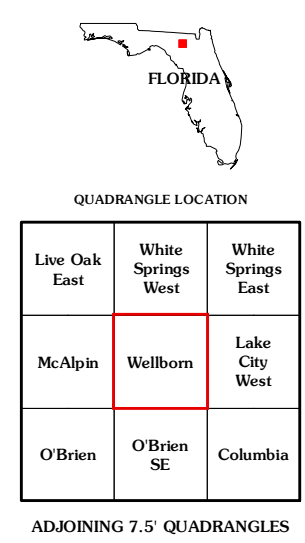 FLORIDA
QUADRANGLE LOCATION
Live Oak
East
White
Springs
West
White
Springs
East
McAlpin
Wellborn
Lake
City
West
O'Brien
O'Brien
SE
Columbia
ADJOINING 7.5' QUADRANGLES